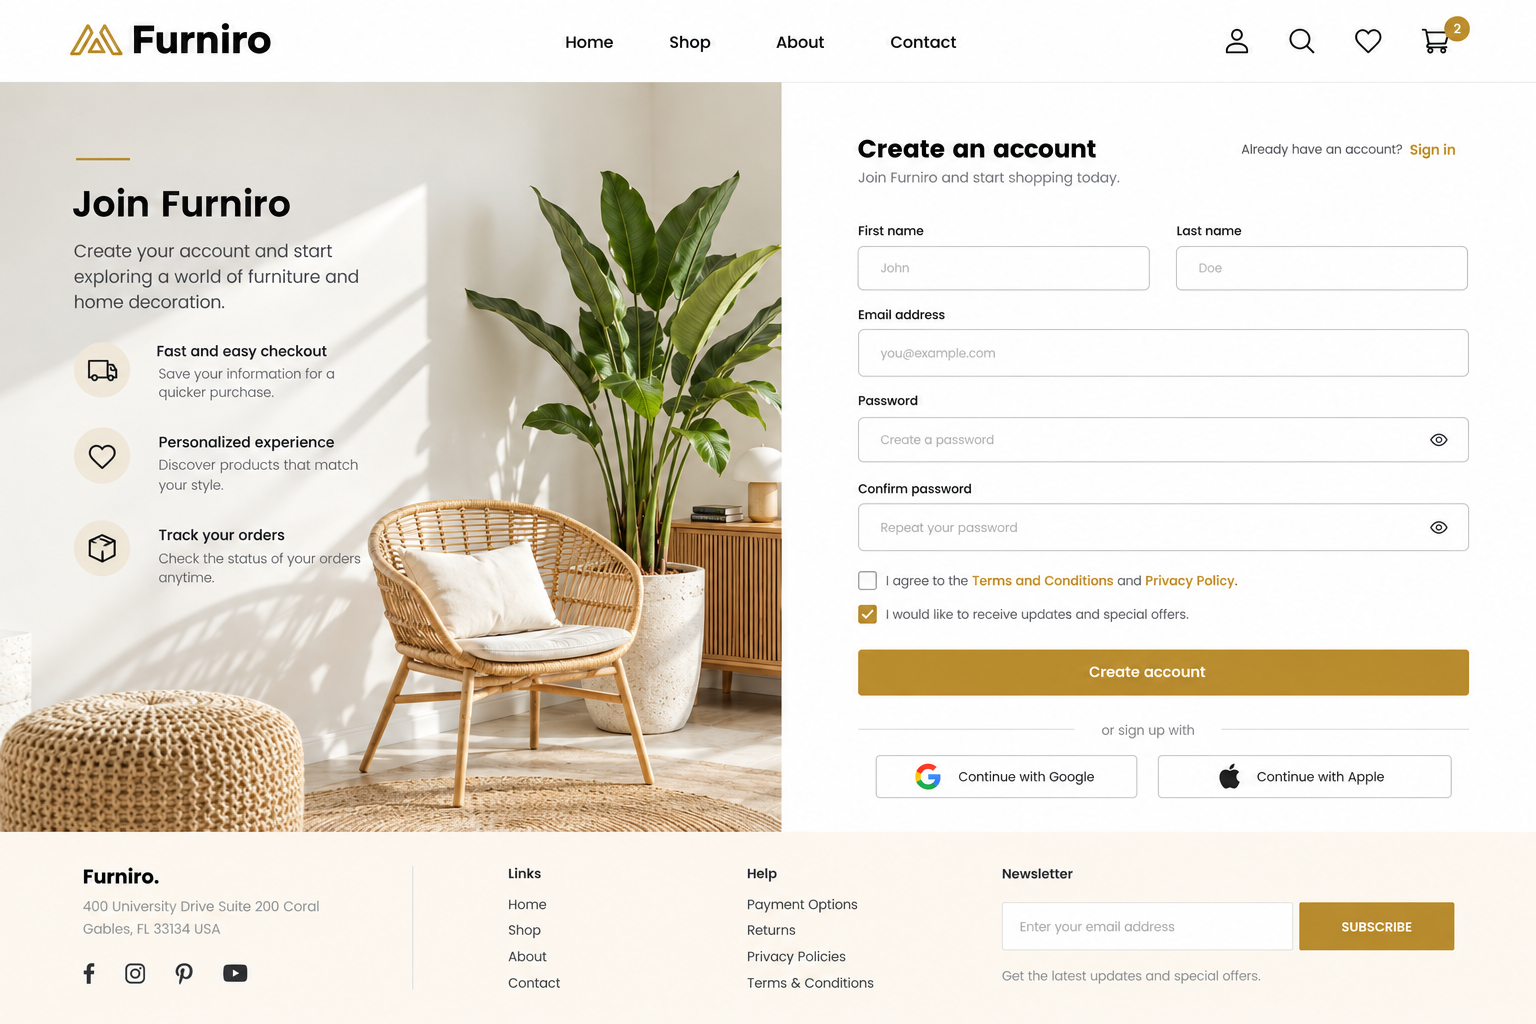 Furniro
Home Shop About Contact
2
Join Furniro
Create your account and start
exploring a world of furniture and
home decoration.
Fast and easy checkout
Save your information for a
quicker purchase.
Personalized experience
Discover products that match
your style.
Track your orders
Check the status of your orders
anytime.
Create an account
Already have an account? Sign in
Join Furniro and start shopping today.
First name Last name
John Doe
Email address
you@example.com
Password
Create a password
Confirm password
Repeat your password
I agree to the Terms and Conditions and Privacy Policy.
I would like to receive updates and special offers.
Create account
or sign up with
Continue with Google Continue with Apple
Furniro.
400 University Drive Suite 200 Coral
Gables, FL 33134 USA
Links
Home
Shop
About
Contact
Help
Payment Options
Returns
Privacy Policies
Terms & Conditions
Newsletter
Enter your email address SUBSCRIBE
Get the latest updates and special offers.